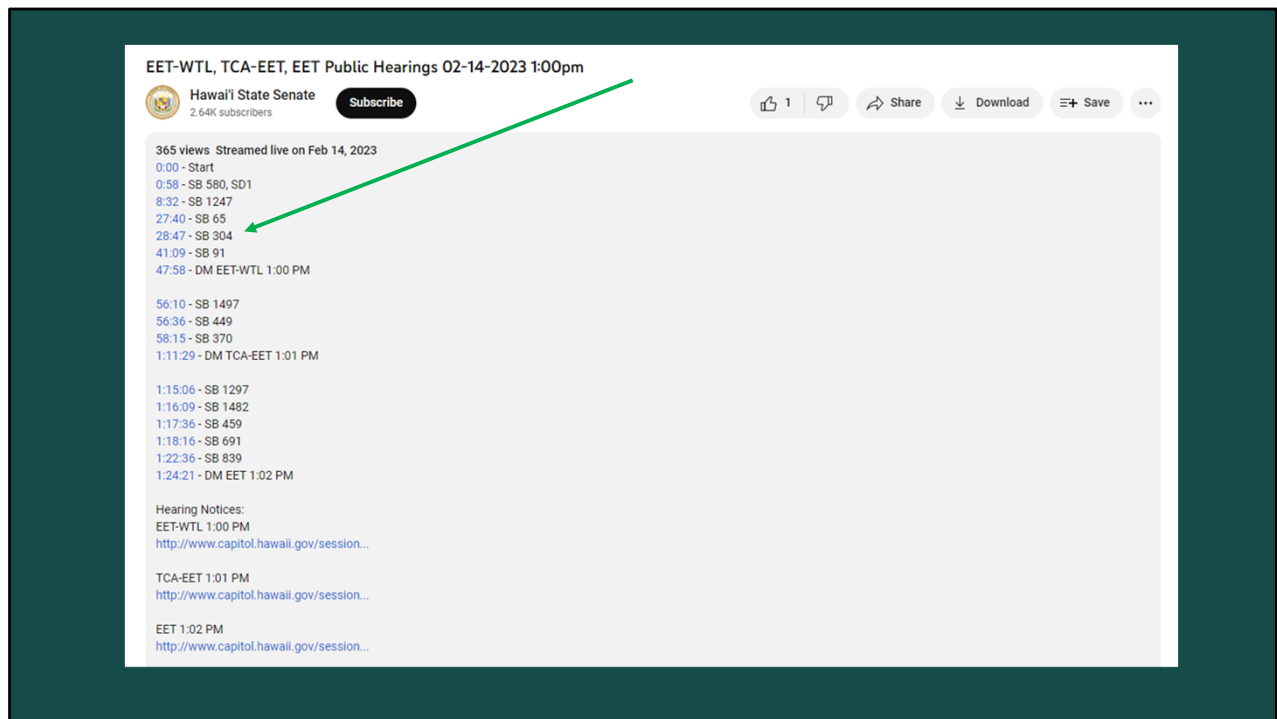 EET-WTL, TCA-EET, EET Public Hearings 02-14-2023 1:00pm
Hawai'i State Senate
2.64K subscribers
Subscribe
1
Share
Download
Save
365 views Streamed live on Feb 14, 2023
0:00 - Start
0:58 - SB 580, SD1
8:32 - SB 1247
27:40 - SB 65
28:47 - SB 304
41:09 - SB 91
47:58 - DM EET-WTL 1:00 PM
56:10 - SB 1497
56:36 - SB 449
58:15 - SB 370
1:11:29 - DM TCA-EET 1:01 PM
1:15:06 - SB 1297
1:16:09 - SB 1482
1:17:36 - SB 459
1:18:16 - SB 691
1:22:36 - SB 839
1:24:21 - DM EET 1:02 PM
Hearing Notices:
EET-WTL 1:00 PM
http://www.capitol.hawaii.gov/session...
TCA-EET 1:01 PM
http://www.capitol.hawaii.gov/session...
EET 1:02 PM
http://www.capitol.hawaii.gov/session...